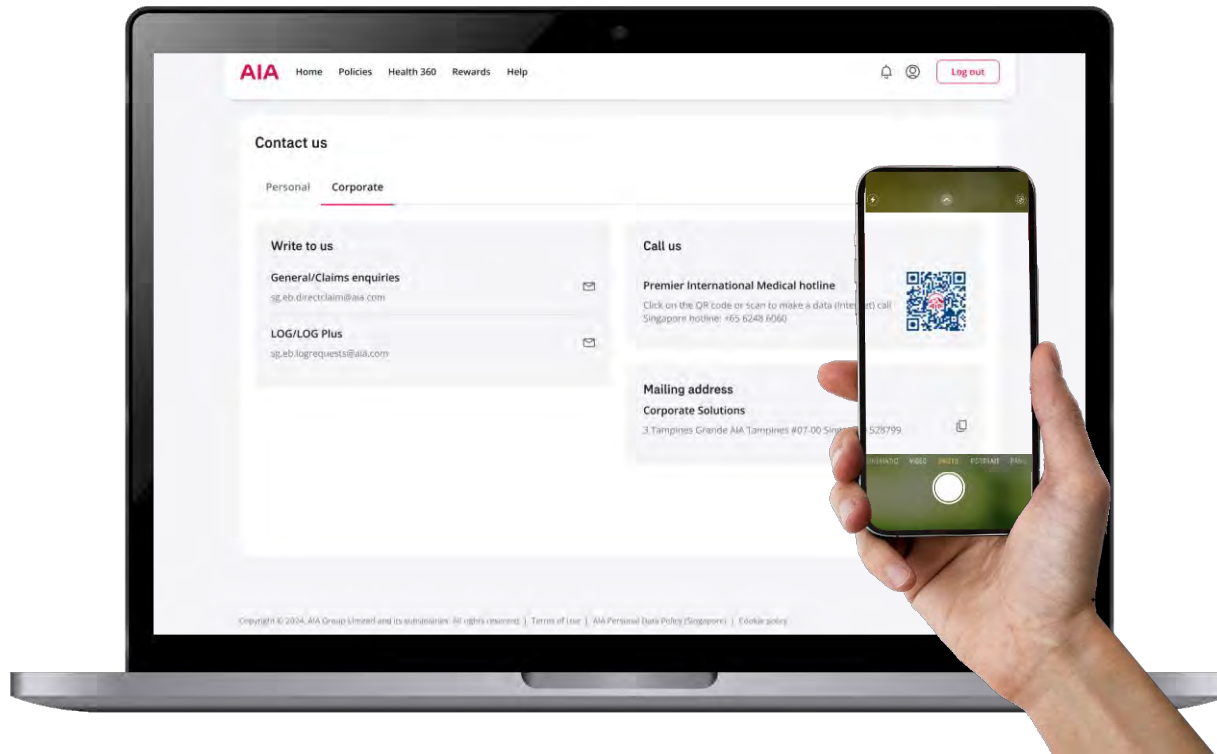 AIA Home Policies Health 360 Rewards Help Log out
Contact us
Personal Corporate
Write to us
General/Claims enquiries
sg.eb.directclaim@aia.com
LOG/LOG Plus
sg.eb.logrequests@aia.com
Call us
Premier International Medical hotline
Click on the QR code or scan to make a data (Internet) call
Singapore hotline: +65 6248 6060
Mailing address
Corporate Solutions
3 Tampines Grande AIA Tampines #07-00 528799
VIDEO PHOTO PORTRAIT
Copyright © 2024, AIA Group Limited and its subsidiaries. All rights reserved. | Terms of Use | AIA Personal Data Policy (Singapore) | Cookie policy